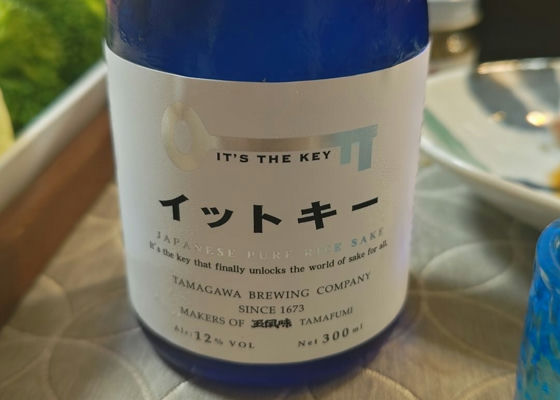 IT'S THE KEY
イットキー
JAPANESE PURE RICE SAKE
It's the key that finally unlocks the world of sake for all.
TAMAGAWA BREWING COMPANY
SINCE 1673
MAKERS OF 玉風味 TAMAFUMI
Alc. 12% VOL Net 300ml